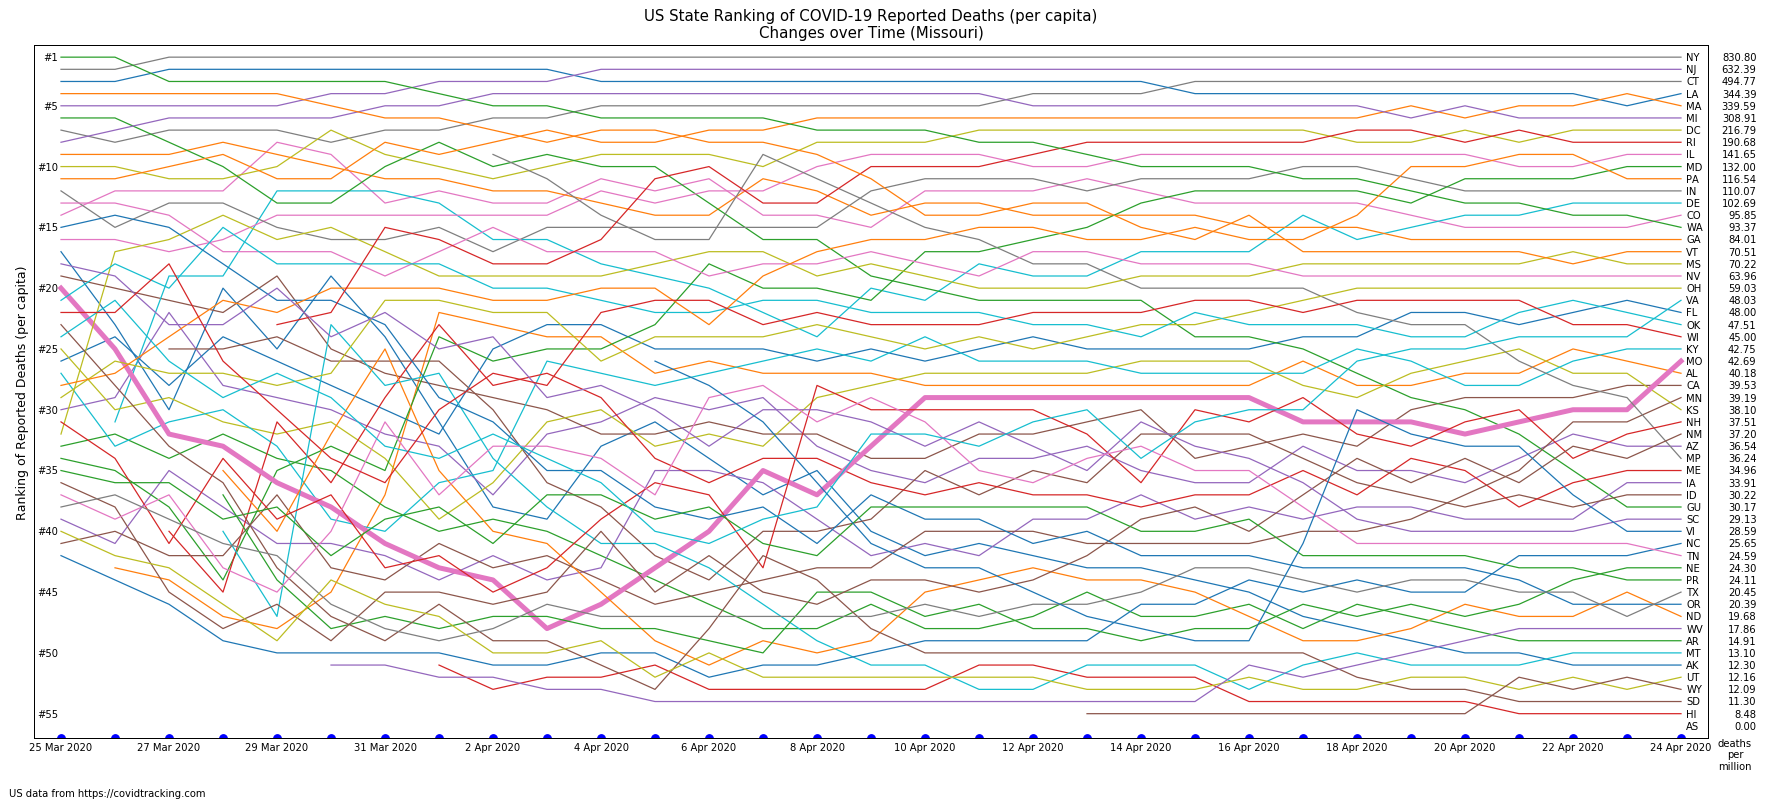 US State Ranking of COVID-19 Reported Deaths (per capita)
Changes over Time (Missouri)
Ranking of Reported Deaths (per capita)
#1
#5
#10
#15
#20
#25
#30
#35
#40
#45
#50
#55
NY 830.80
NJ 632.39
CT 494.77
LA 344.39
MA 339.59
MI 308.91
DC 216.79
RI 190.68
IL 141.65
MD 132.00
PA 116.54
IN 110.07
DE 102.69
CO 95.85
WA 93.37
GA 84.01
VT 70.51
MS 70.22
NV 63.96
OH 59.03
VA 48.03
FL 48.00
OK 47.51
WI 45.00
KY 42.75
MO 42.69
AL 40.18
CA 39.53
MN 39.19
KS 38.10
NH 37.51
NM 37.20
AZ 36.54
MP 36.24
ME 34.96
IA 33.91
ID 30.22
GU 30.17
SC 29.13
VI 28.59
NC 25.65
TN 24.59
NE 24.30
PR 24.11
TX 20.45
OR 20.39
ND 19.68
WV 17.86
AR 14.91
MT 13.10
AK 12.30
UT 12.16
WY 12.09
SD 11.30
HI 8.48
AS 0.00
25 Mar 2020 27 Mar 2020 29 Mar 2020 31 Mar 2020 2 Apr 2020 4 Apr 2020 6 Apr 2020 8 Apr 2020 10 Apr 2020 12 Apr 2020 14 Apr 2020 16 Apr 2020 18 Apr 2020 20 Apr 2020 22 Apr 2020 24 Apr 2020
deaths
per
million
US data from https://covidtracking.com